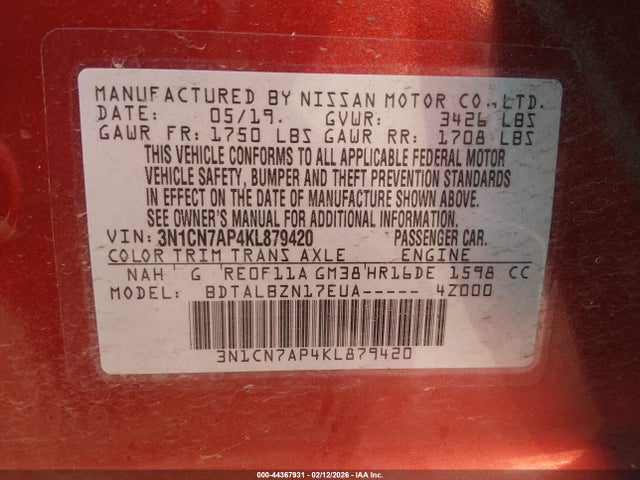 MANUFACTURED BY NISSAN MOTOR CO., LTD.
DATE: 05/19. GVWR: 3426 LBS
GAWR FR: 1750 LBS GAWR RR: 1708 LBS
THIS VEHICLE CONFORMS TO ALL APPLICABLE FEDERAL MOTOR
VEHICLE SAFETY, BUMPER AND THEFT PREVENTION STANDARDS
IN EFFECT ON THE DATE OF MANUFACTURE SHOWN ABOVE.
SEE OWNER'S MANUAL FOR ADDITIONAL INFORMATION.
VIN: 3N1CN7AP4KL879420 PASSENGER CAR.
COLOR TRIM TRANS AXLE ENGINE
NAH G RE0F11A GM38 HR16DE 1598 CC
MODEL: BDTALBZN17EUA----- 4Z000
3N1CN7AP4KL879420
000-44367931 - 02/12/2026 - IAA Inc.